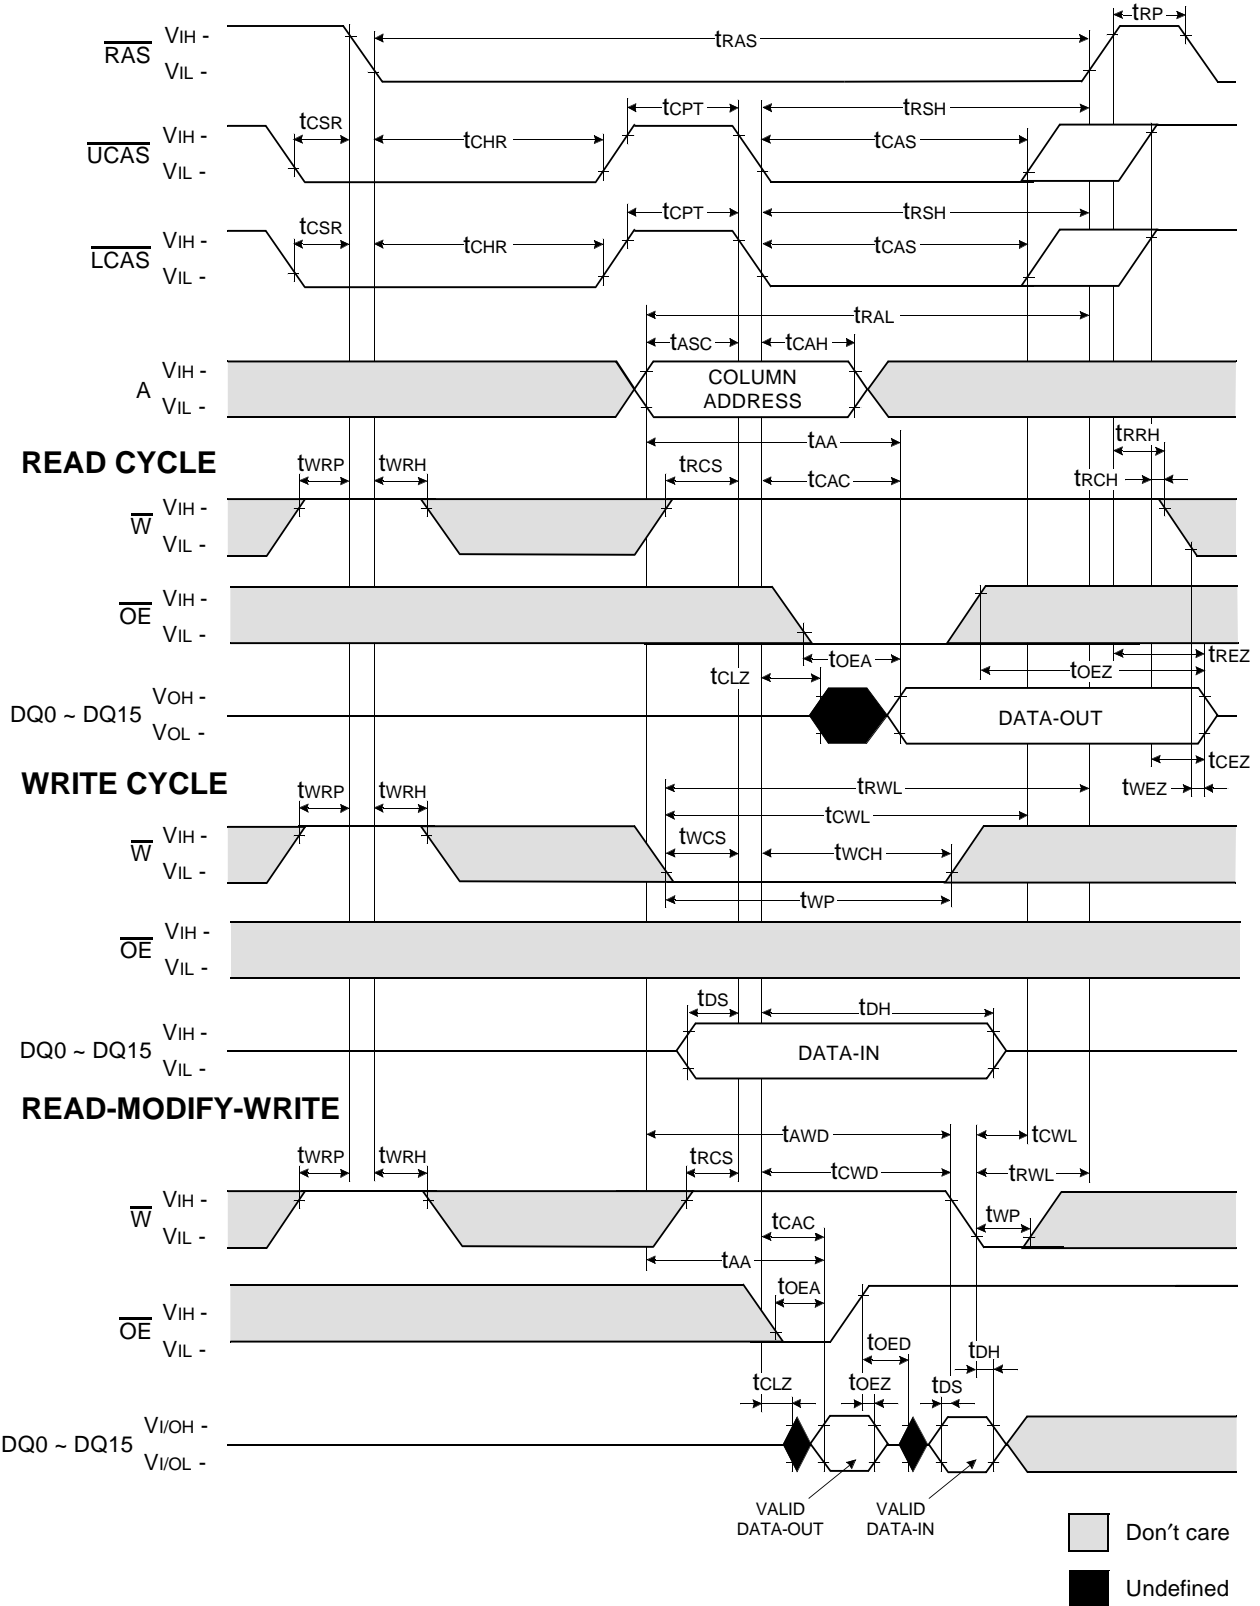 tRP
RAS VIH -
VIL -
tRAS
tCPT tRSH
tCSR tCHR tCAS
UCAS VIH -
VIL -
tCPT tRSH
tCSR tCHR tCAS
LCAS VIH -
VIL -
tRAL
tASC tCAH
A VIH -
VIL -
COLUMN
ADDRESS
tAA tRRH
READ CYCLE
tWRP tWRH tRCS tCAC tRCH
W VIH -
VIL -
OE VIH -
VIL -
tOEA tREZ
tCLZ tOEZ
DQ0 ~ DQ15 VOH -
VOL -
DATA-OUT
tCEZ
WRITE CYCLE
tWRP tWRH tRWL tWEZ
tCWL
W VIH -
VIL -
tWCS tWCH
tWP
OE VIH -
VIL -
tDS tDH
DQ0 ~ DQ15 VIH -
VIL -
DATA-IN
READ-MODIFY-WRITE
tAWD tCWL
tWRP tWRH tRCS tCWD tRWL
W VIH -
VIL -
tCAC tWP
tAA
tOEA
OE VIH -
VIL -
tOED tDH
tCLZ tOEZ tDS
DQ0 ~ DQ15 VI/OH -
VI/OL -
VALID
DATA-OUT
VALID
DATA-IN
Don′t care
Undefined